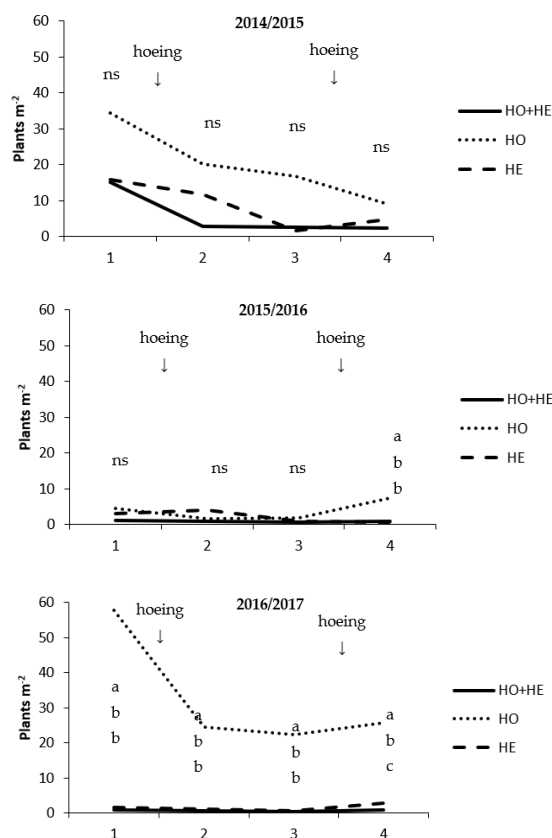 2014/2015
60
50
40
30
20
10
0
Plants m-2
hoeing
↓
hoeing
↓
ns
ns
ns
ns
1 2 3 4
HO+HE
HO
HE
2015/2016
60
50
40
30
20
10
0
Plants m-2
hoeing
↓
hoeing
↓
ns
ns
ns
a
b
b
1 2 3 4
HO+HE
HO
HE
2016/2017
60
50
40
30
20
10
0
Plants m-2
hoeing
↓
hoeing
↓
a
b
b
a
b
b
a
b
b
a
b
c
1 2 3 4
HO+HE
HO
HE